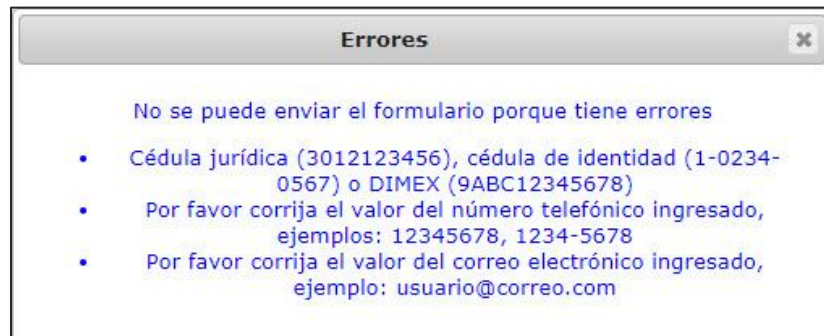 Errores
No se puede enviar el formulario porque tiene errores
• Cédula jurídica (3012123456), cédula de identidad (1-0234-
0567) o DIMEX (9ABC12345678)
• Por favor corrija el valor del número telefónico ingresado,
ejemplos: 12345678, 1234-5678
• Por favor corrija el valor del correo electrónico ingresado,
ejemplo: usuario@correo.com